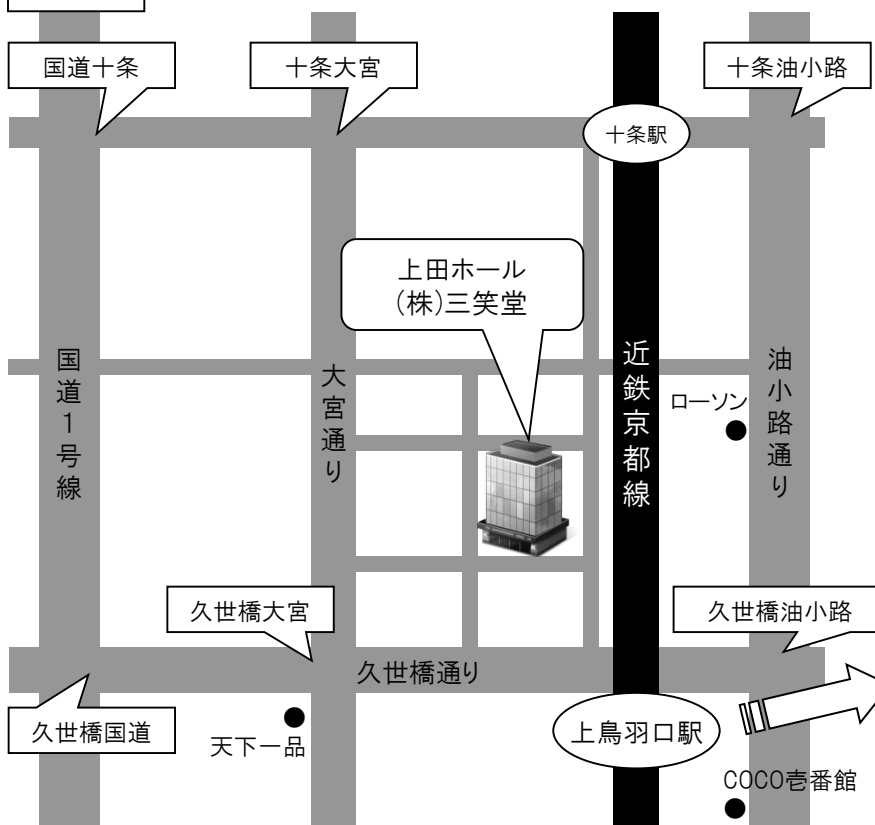 国道十条
十条大宮
十条油小路
十条駅
上田ホール
(株)三笑堂
国道1号線
大宮通り
近鉄京都線
ローソン
油小路通り
久世橋大宮
久世橋油小路
久世橋通り
久世橋国道
天下一品
上鳥羽口駅
COCO壱番館